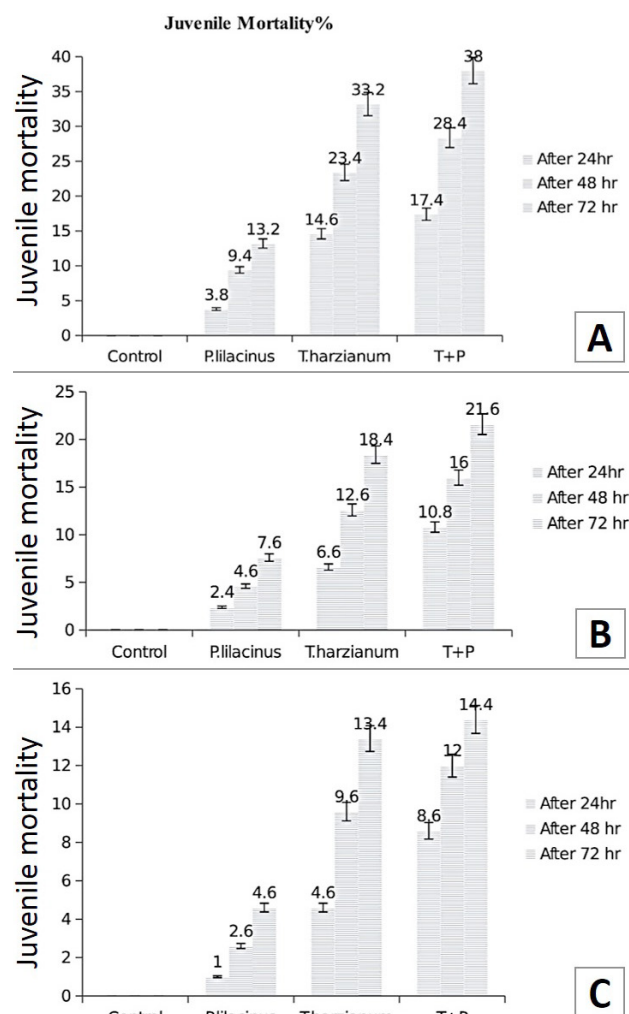 Juvenile Mortality%
Juvenile mortality
40
35
30
25
20
15
10
5
0
3.8
9.4
13.2
14.6
23.4
33.2
17.4
28.4
38
Control
P.lilacinus
T.harzianum
T+P
After 24hr
After 48 hr
After 72 hr
A
Juvenile mortality
25
20
15
10
5
0
2.4
4.6
7.6
6.6
12.6
18.4
10.8
16
21.6
Control
P.lilacinus
T.harzianum
T+P
After 24hr
After 48 hr
After 72 hr
B
Juvenile mortality
16
14
12
10
8
6
4
2
0
1
2.6
4.6
4.6
9.6
13.4
8.6
12
14.4
After 24hr
After 48 hr
After 72 hr
C
Control
P.lilacinus
T.harzianum
T+P